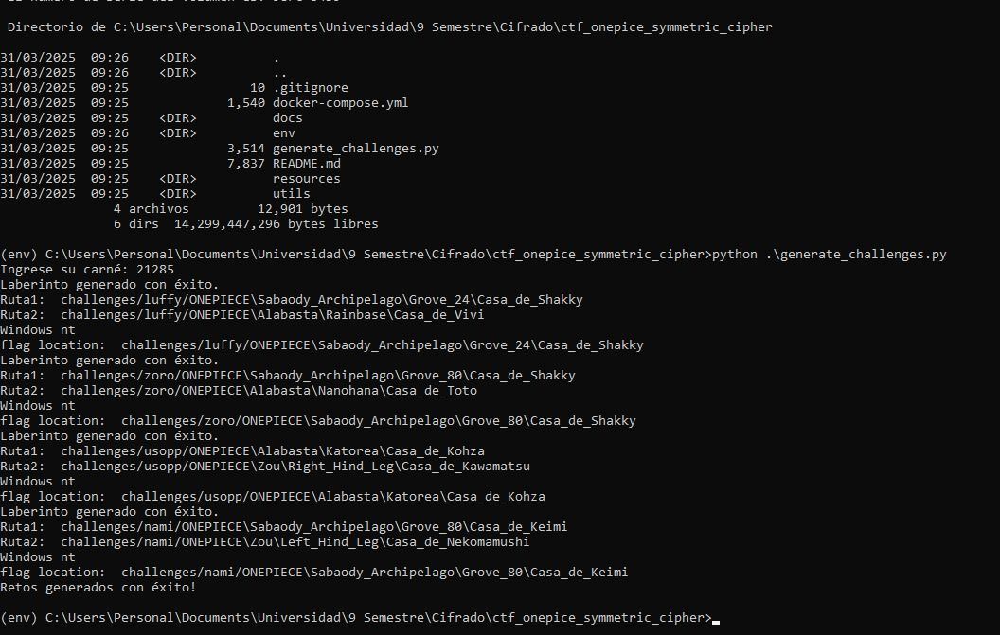 Directorio de C:\Users\Personal\Documents\Universidad\9 Semestre\Cifrado\ctf_onepice_symmetric_cipher
31/03/2025  09:26    <DIR>          .
31/03/2025  09:26    <DIR>          ..
31/03/2025  09:25                10 .gitignore
31/03/2025  09:25             1,540 docker-compose.yml
31/03/2025  09:25    <DIR>          docs
31/03/2025  09:26    <DIR>          env
31/03/2025  09:25             3,514 generate_challenges.py
31/03/2025  09:25             7,837 README.md
31/03/2025  09:25    <DIR>          resources
31/03/2025  09:25    <DIR>          utils
4 archivos         12,901 bytes
6 dirs  14,299,447,296 bytes libres
(env) C:\Users\Personal\Documents\Universidad\9 Semestre\Cifrado\ctf_onepice_symmetric_cipher>python .\generate_challenges.py
Ingrese su carné: 21285
Laberinto generado con éxito.
Ruta1:  challenges/luffy/ONEPIECE\Sabaody_Archipelago\Grove_24\Casa_de_Shakky
Ruta2:  challenges/luffy/ONEPIECE\Alabasta\Rainbase\Casa_de_Vivi
Windows nt
flag location:  challenges/luffy/ONEPIECE\Sabaody_Archipelago\Grove_24\Casa_de_Shakky
Laberinto generado con éxito.
Ruta1:  challenges/zoro/ONEPIECE\Sabaody_Archipelago\Grove_80\Casa_de_Shakky
Ruta2:  challenges/zoro/ONEPIECE\Alabasta\Nanohana\Casa_de_Toto
Windows nt
flag location:  challenges/zoro/ONEPIECE\Sabaody_Archipelago\Grove_80\Casa_de_Shakky
Laberinto generado con éxito.
Ruta1:  challenges/usopp/ONEPIECE\Alabasta\Katorea\Casa_de_Kohza
Ruta2:  challenges/usopp/ONEPIECE\Zou\Right_Hind_Leg\Casa_de_Kawamatsu
Windows nt
flag location:  challenges/usopp/ONEPIECE\Alabasta\Katorea\Casa_de_Kohza
Laberinto generado con éxito.
Ruta1:  challenges/nami/ONEPIECE\Sabaody_Archipelago\Grove_80\Casa_de_Keimi
Ruta2:  challenges/nami/ONEPIECE\Zou\Left_Hind_Leg\Casa_de_Nekomamushi
Windows nt
flag location:  challenges/nami/ONEPIECE\Sabaody_Archipelago\Grove_80\Casa_de_Keimi
Retos generados con éxito!
(env) C:\Users\Personal\Documents\Universidad\9 Semestre\Cifrado\ctf_onepice_symmetric_cipher>